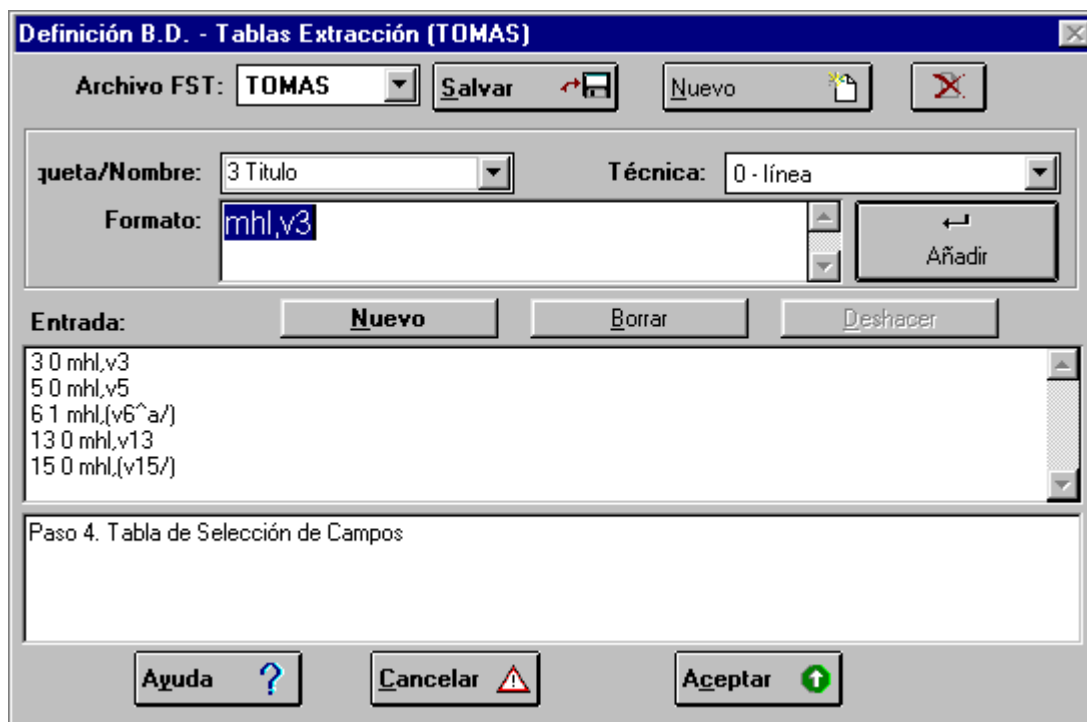 Definición B.D. - Tablas Extracción (TOMAS)
Archivo FST: TOMAS Salvar Nuevo
queta/Nombre: 3 Titulo Técnica: 0 - línea
Formato: mhl,v3
Añadir
Entrada: Nuevo Borrar Deshacer
3 0 mhl,v3
5 0 mhl,v5
6 1 mhl,(v6^a/)
13 0 mhl,v13
15 0 mhl,(v15/)
Paso 4. Tabla de Selección de Campos
Ayuda ? Cancelar Aceptar